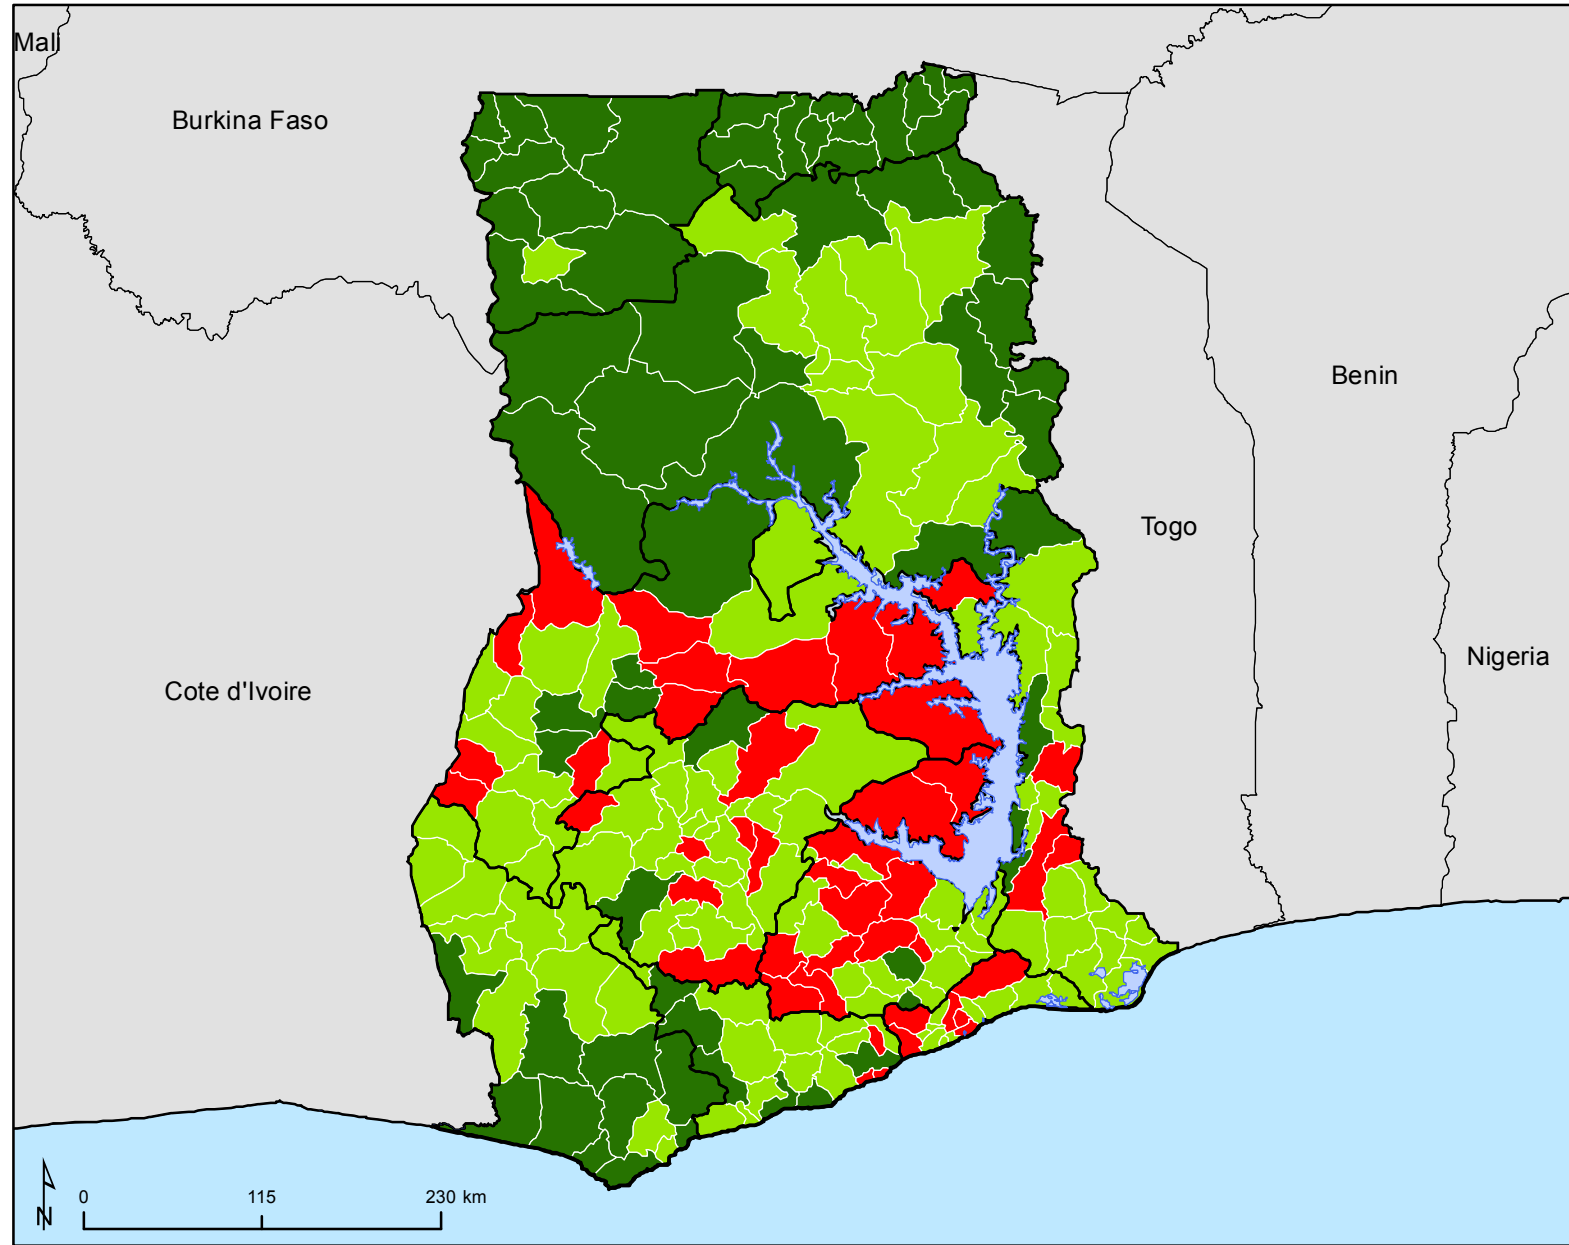 Mali
Burkina Faso
Benin
Togo
Nigeria
Cote d'Ivoire
N
0 115 230 km